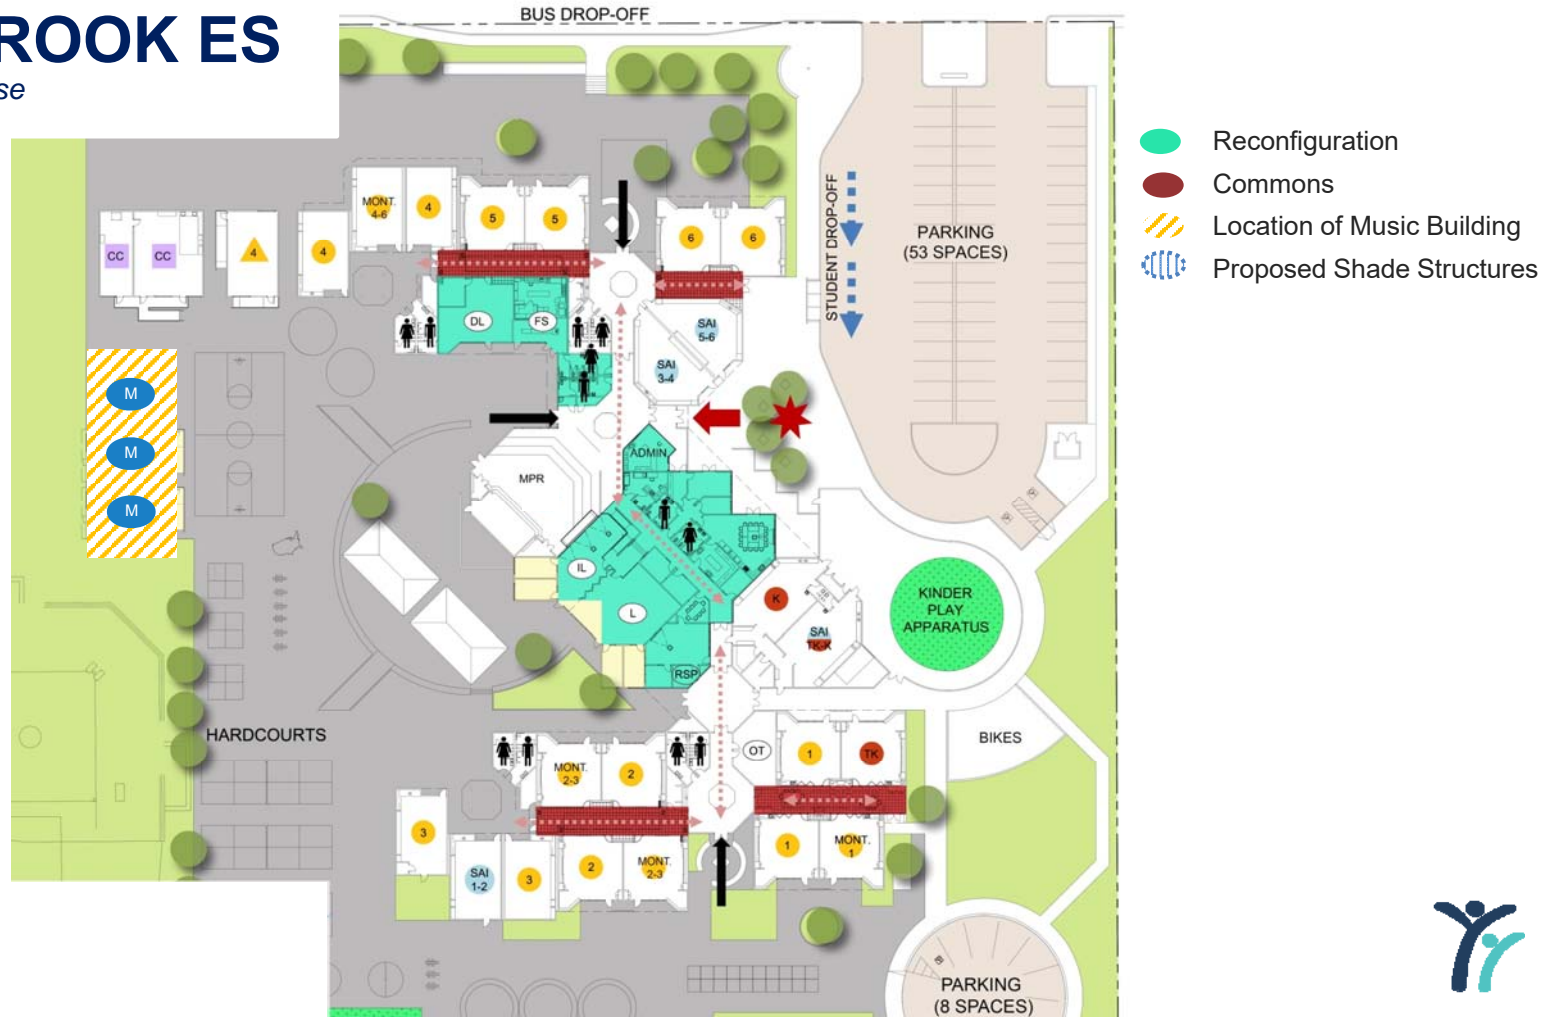 ROOK ES
se
BUS DROP-OFF
Reconfiguration
Commons
Location of Music Building
Proposed Shade Structures
STUDENT DROP-OFF
PARKING
(53 SPACES)
MONT.
4-6
4
5
5
6
6
CC
CC
4
4
DL
FS
SAI
5-6
SAI
3-4
M
M
M
ADMIN
MPR
IL
L
RSP
K
SAI
TK-K
KINDER
PLAY
APPARATUS
HARDCOURTS
BIKES
OT
1
TK
MONT.
2-3
2
3
SAI
1-2
3
2
MONT.
2-3
1
MONT.
1
PARKING
(8 SPACES)